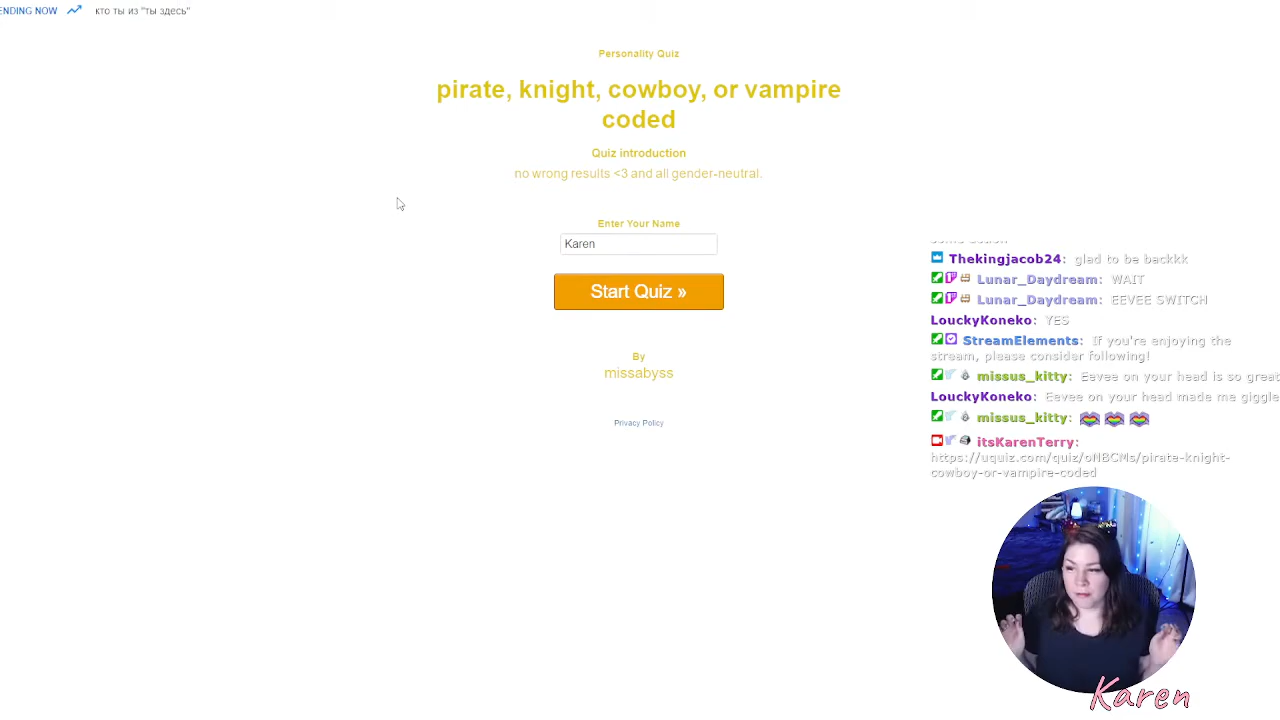 ENDING NOW кто ты из "ты здесь"
Personality Quiz
pirate, knight, cowboy, or vampire
coded
Quiz introduction
no wrong results <3 and all gender-neutral.
Enter Your Name
Karen
Start Quiz »
By
missabyss
Privacy Policy
Thekingjacob24: glad to be backkk
Lunar_Daydream: WAIT
Lunar_Daydream: EEVEE SWITCH
LouckyKoneko: YES
StreamElements: If you're enjoying the
stream, please consider following!
missus_kitty: Eevee on your head is so great
LouckyKoneko: Eevee on your head made me giggle
missus_kitty:
itsKarenTerry:
https://uquiz.com/quiz/oNBCMs/pirate-knight-
cowboy-or-vampire-coded
Karen